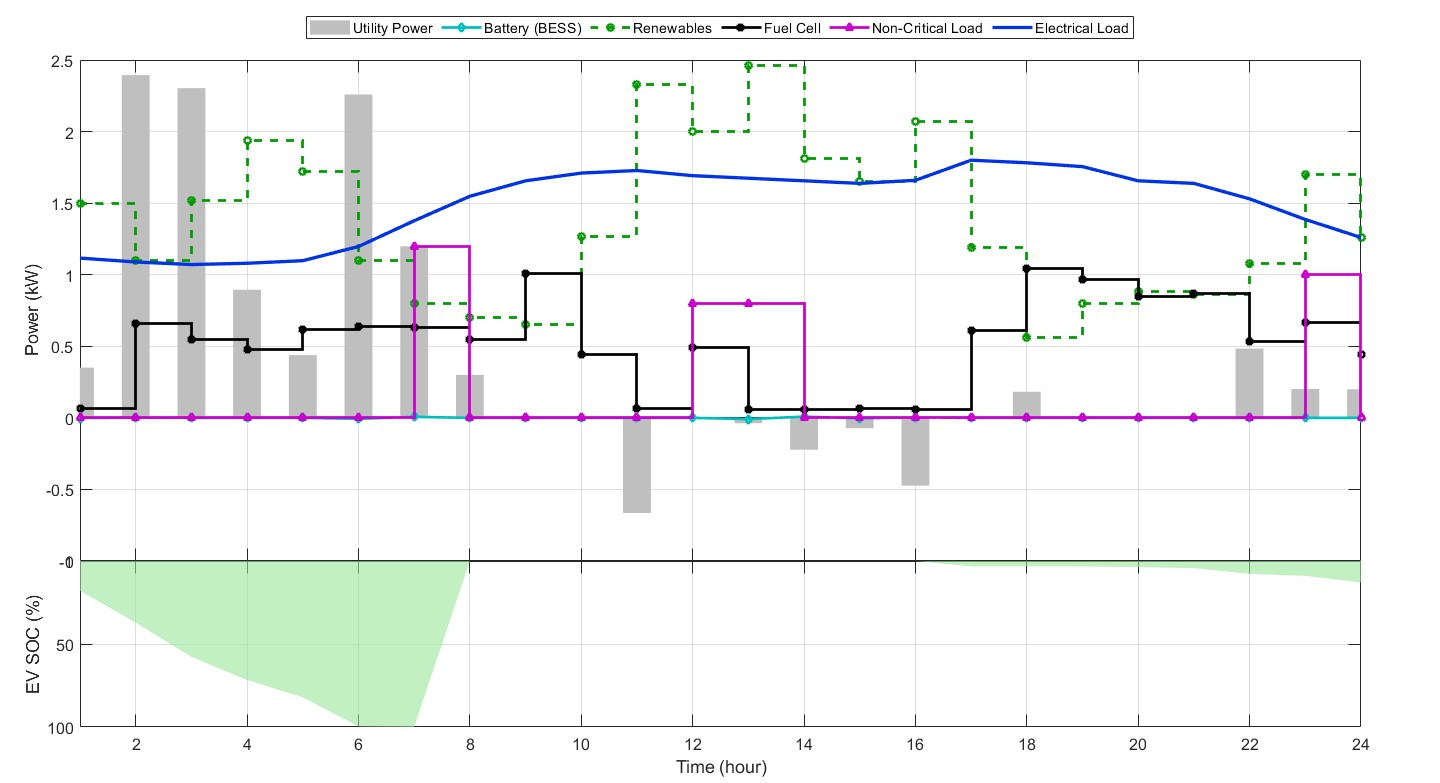 Utility Power Battery (BESS) Renewables Fuel Cell Non-Critical Load Electrical Load
2.5
2
1.5
1
0.5
0
-0.5
-1
Power (kW)
0
50
100
EV SOC (%)
2 4 6 8 10 12 14 16 18 20 22 24
Time (hour)